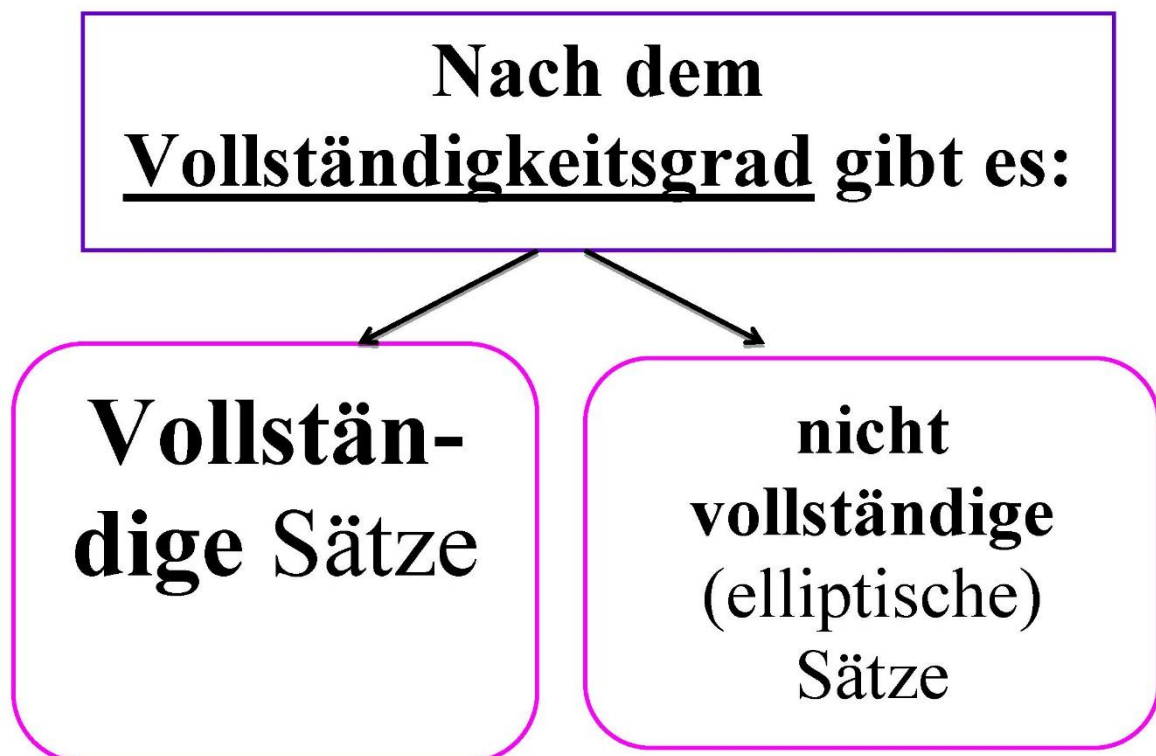 Nach dem
Vollständigkeitsgrad gibt es:
Vollstän-
dige Sätze
nicht
vollständige
(elliptische)
Sätze